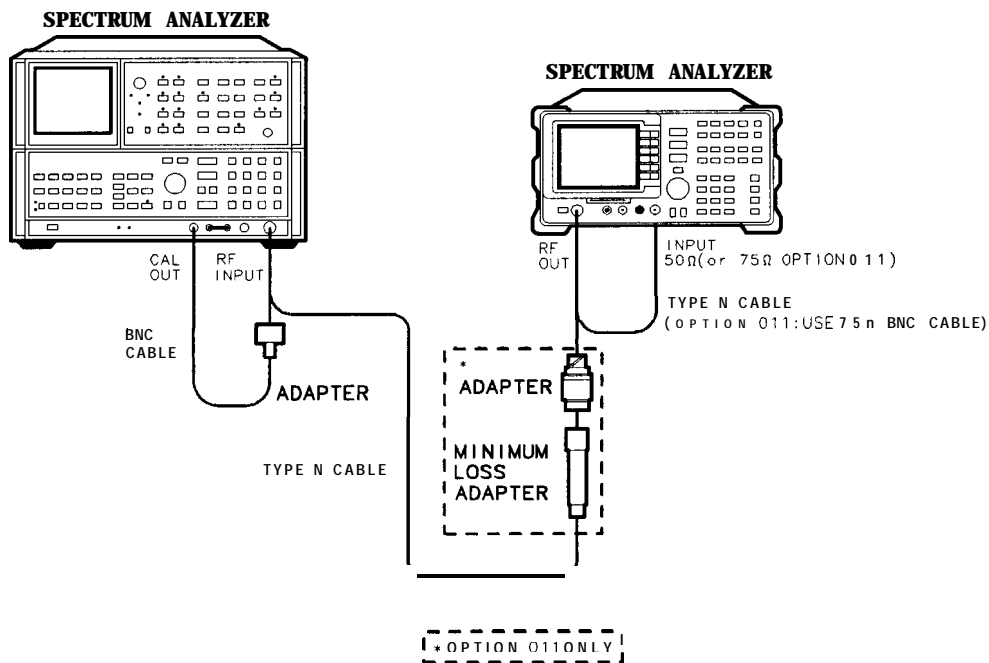 SPECTRUM ANALYZER
SPECTRUM ANALYZER
CAL
OUT
RF
INPUT
RF
OUT
INPUT
50Ω(or 75Ω OPTION 011)
TYPE N CABLE
(OPTION 011:USE 75n BNC CABLE)
BNC
CABLE
ADAPTER
*
ADAPTER
MINIMUM
LOSS
ADAPTER
TYPE N CABLE
* OPTION 011 ONLY